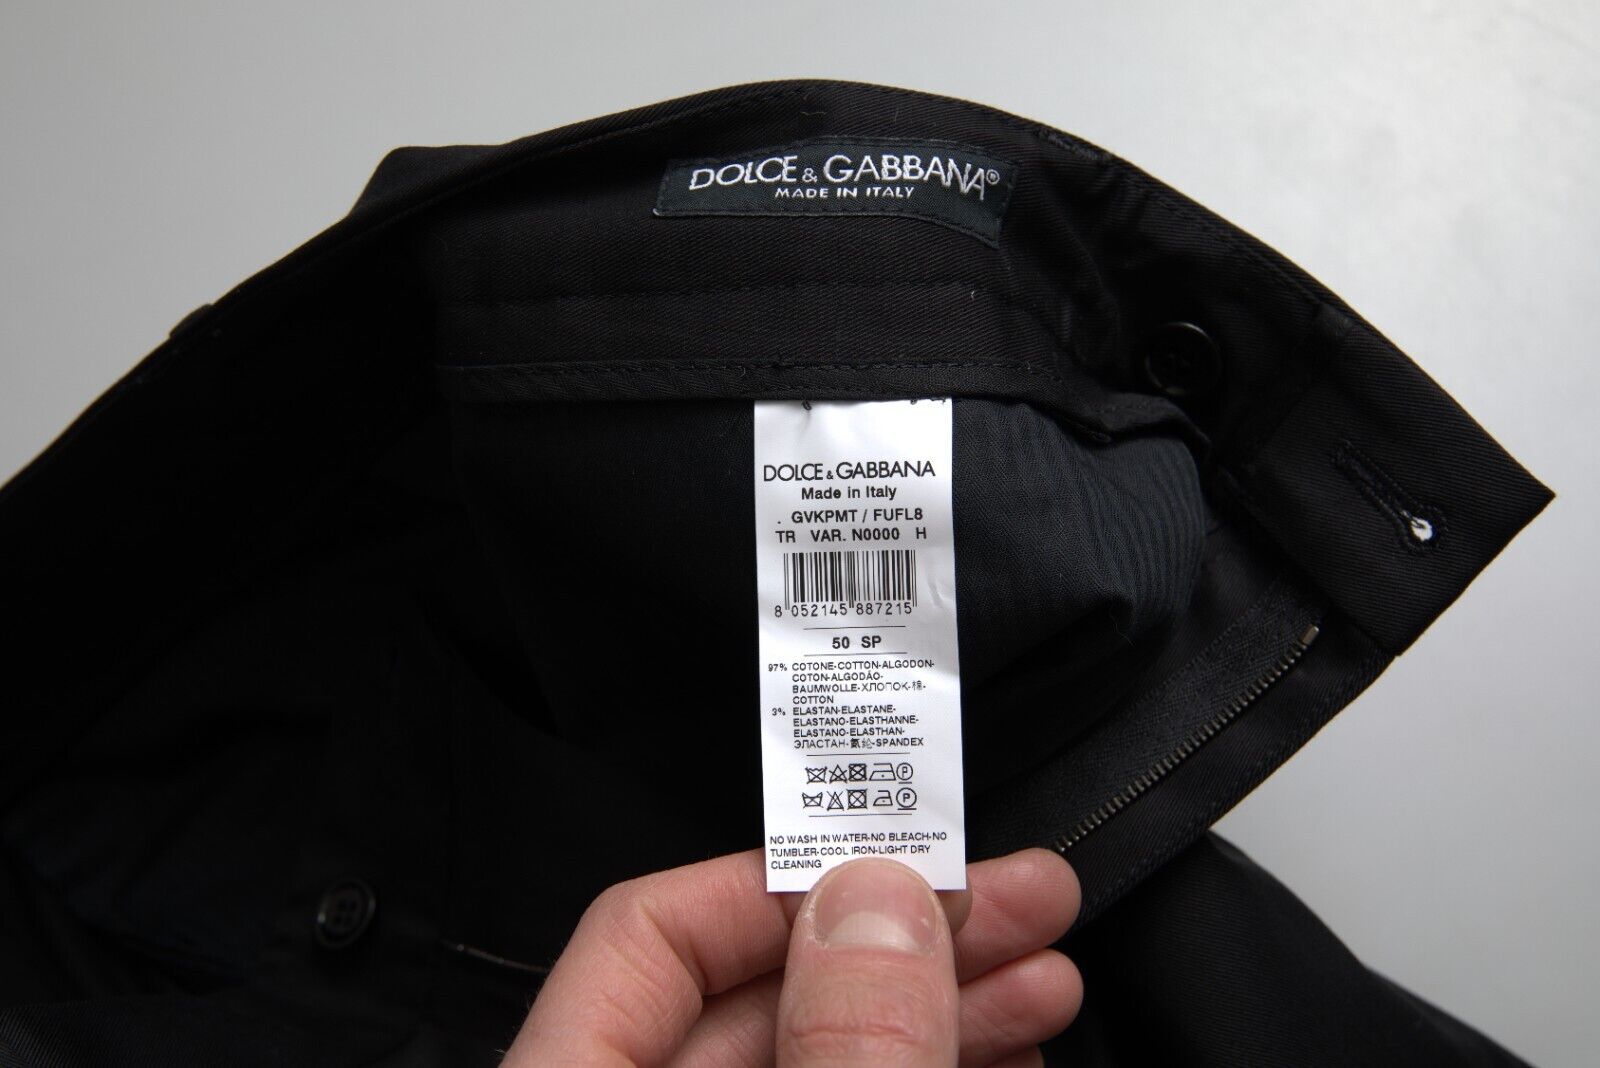 DOLCE & GABBANA®
MADE IN ITALY
DOLCE & GABBANA
Made in Italy
. GVKPMT / FUFL8
TR VAR. N0000 H
8 052145 887215
50 SP
97% COTONE-COTTON-ALGODON-
COTON-ALGODÃO-
BAUMWOLLE-ХЛОПОК-棉-
COTTON
3% ELASTAN-ELASTANE-
ELASTANO-ELASTHANNE-
ELASTANO-ELASTHAN-
ЭЛАСТАН-氨纶-SPANDEX
P
P
NO WASH IN WATER-NO BLEACH-NO
TUMBLER-COOL IRON-LIGHT DRY
CLEANING